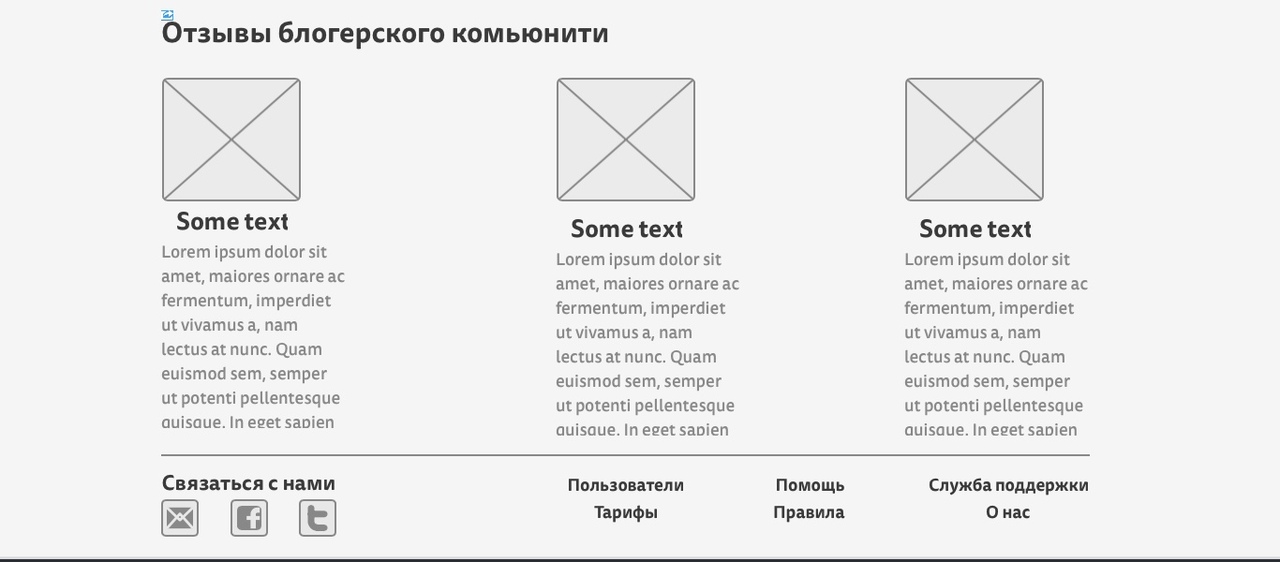 Отзывы блогерского комьюнити
Some text
Lorem ipsum dolor sit
amet, maiores ornare ac
fermentum, imperdiet
ut vivamus a, nam
lectus at nunc. Quam
euismod sem, semper
ut potenti pellentesque
quisque. In eget sapien
Some text
Lorem ipsum dolor sit
amet, maiores ornare ac
fermentum, imperdiet
ut vivamus a, nam
lectus at nunc. Quam
euismod sem, semper
ut potenti pellentesque
quisque. In eget sapien
Some text
Lorem ipsum dolor sit
amet, maiores ornare ac
fermentum, imperdiet
ut vivamus a, nam
lectus at nunc. Quam
euismod sem, semper
ut potenti pellentesque
quisque. In eget sapien
Связаться с нами
Пользователи
Помощь
Служба поддержки
Тарифы
Правила
О нас